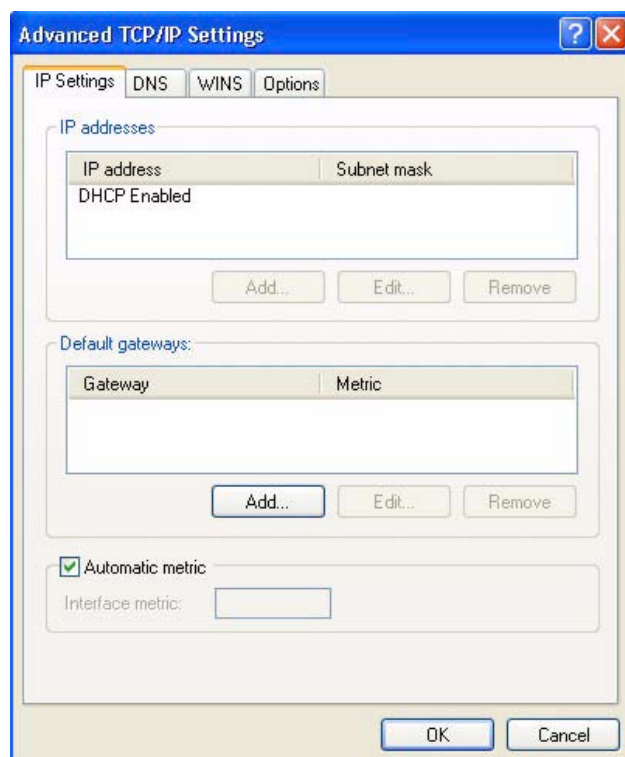 Advanced TCP/IP Settings
IP Settings DNS WINS Options
IP addresses
IP address Subnet mask
DHCP Enabled
Add... Edit... Remove
Default gateways:
Gateway Metric
Add... Edit... Remove
Automatic metric
Interface metric:
OK Cancel